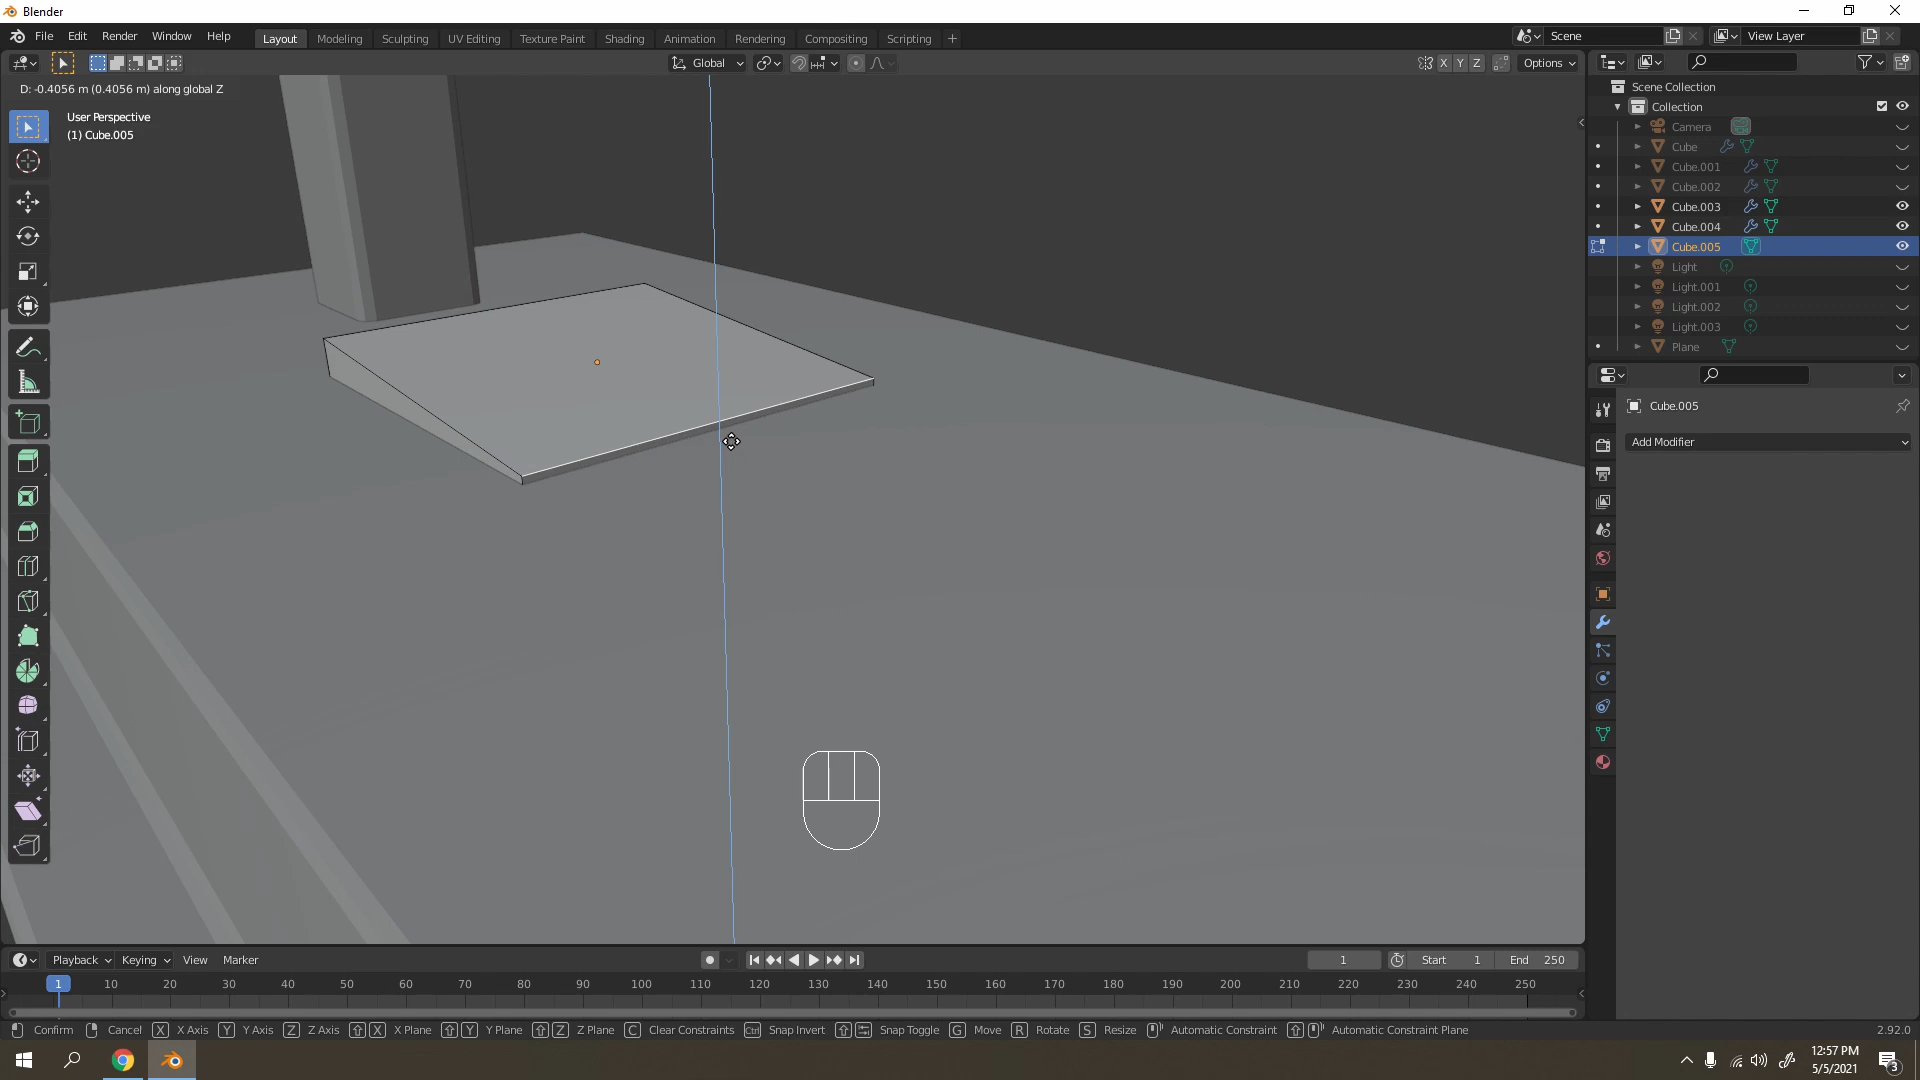 Blender
File Edit Render Window Help
Layout Modeling Sculpting UV Editing Texture Paint Shading Animation Rendering Compositing Scripting +
Scene
View Layer
Global
X Y Z
Options
D: -0.4056 m (0.4056 m) along global Z
User Perspective
(1) Cube.005
Scene Collection
Collection
Camera
Cube
Cube.001
Cube.002
Cube.003
Cube.004
Cube.005
Light
Light.001
Light.002
Light.003
Plane
Cube.005
Add Modifier
Playback Keying View Marker
1 Start 1 End 250
1 10 20 30 40 50 60 70 80 90 100 110 120 130 140 150 160 170 180 190 200 210 220 230 240 250
Confirm Cancel X X Axis Y Y Axis Z Z Axis X X Plane Y Y Plane Z Z Plane C Clear Constraints Ctrl Snap Invert Snap Toggle G Move R Rotate S Resize Automatic Constraint Automatic Constraint Plane 2.92.0
12:57 PM
5/5/2021
3